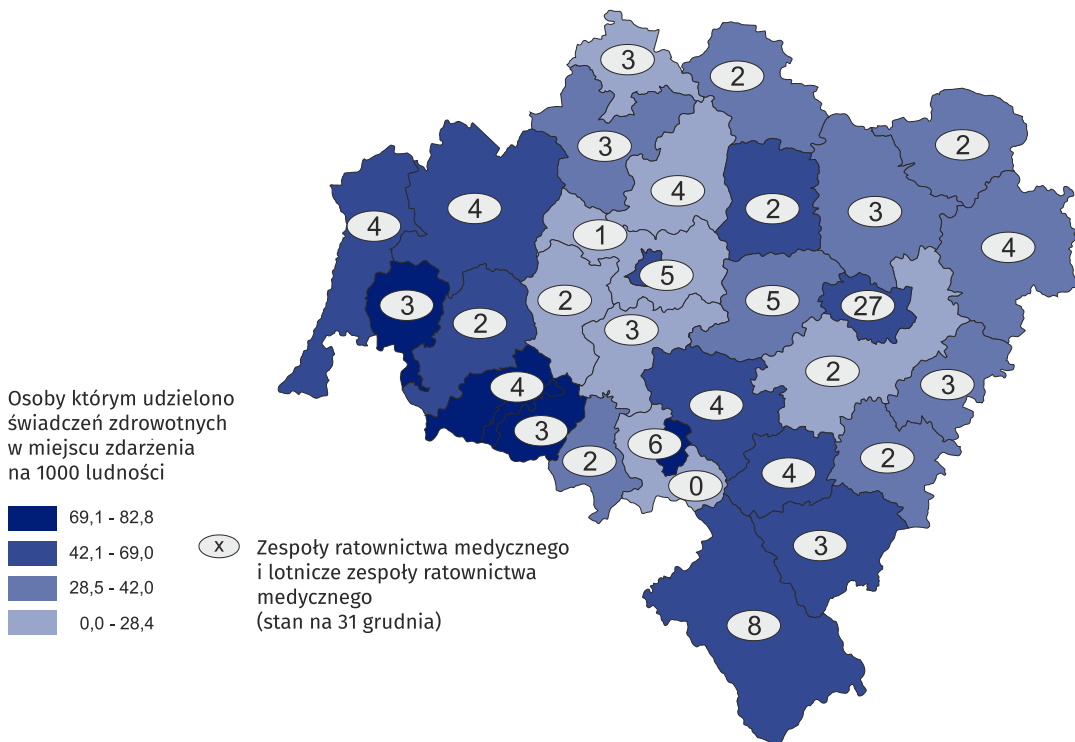 3
2
3
2
4
4
4
2
3
4
1
5
3
2
2
5
27
3
2
3
4
4
3
6
2
0
4
2
3
8
Osoby którym udzielono
świadczeń zdrowotnych
w miejscu zdarzenia
na 1000 ludności
69,1 - 82,8
42,1 - 69,0
28,5 - 42,0
0,0 - 28,4
x
Zespoły ratownictwa medycznego
i lotnicze zespoły ratownictwa
medycznego
(stan na 31 grudnia)